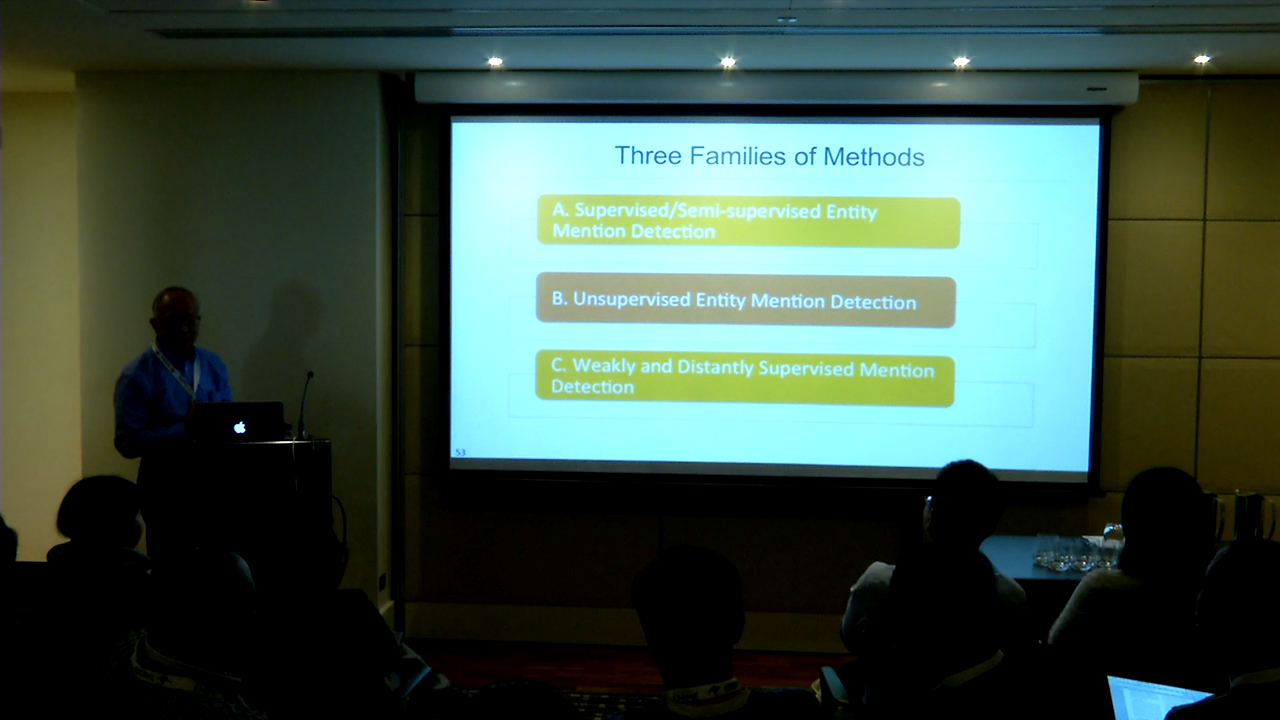 Three Families of Methods
A. Supervised/Semi-supervised Entity
Mention Detection
B. Unsupervised Entity Mention Detection
C. Weakly and Distantly Supervised Mention
Detection
53